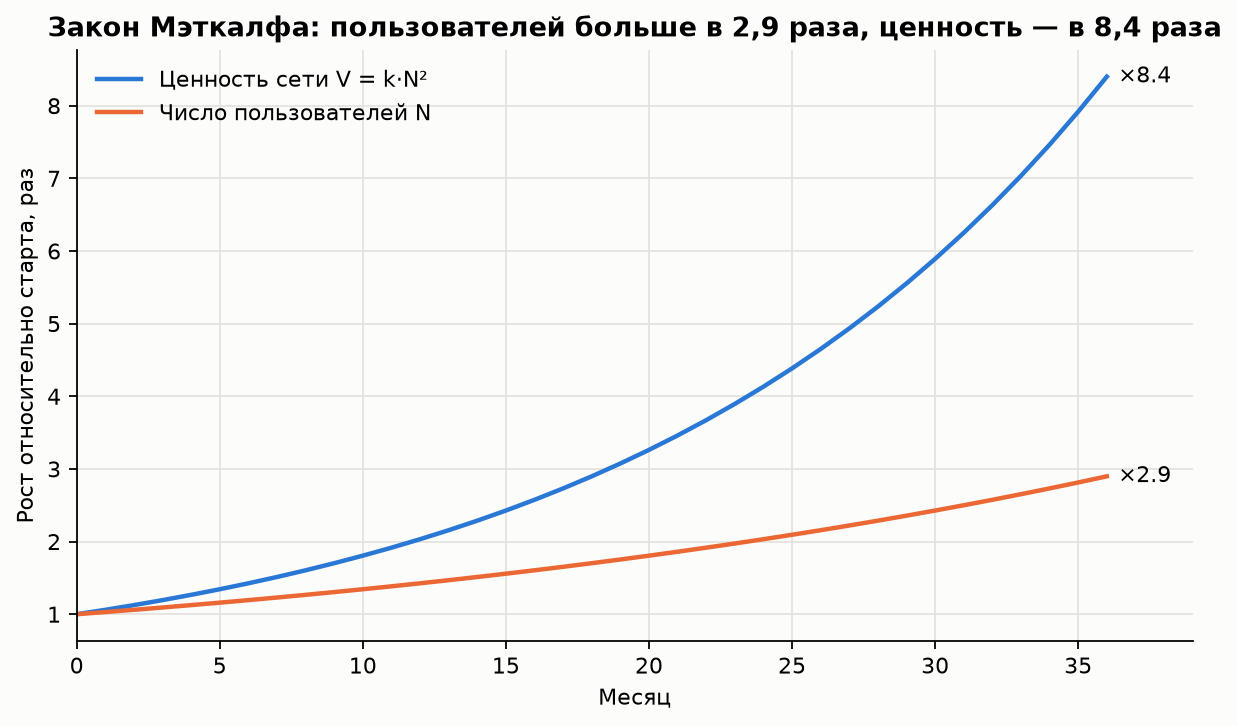 Закон Мэткалфа: пользователей больше в 2,9 раза, ценность — в 8,4 раза
Ценность сети V = k·N²
Число пользователей N
×8.4
×2.9
Рост относительно старта, раз
8
7
6
5
4
3
2
1
0 5 10 15 20 25 30 35
Месяц